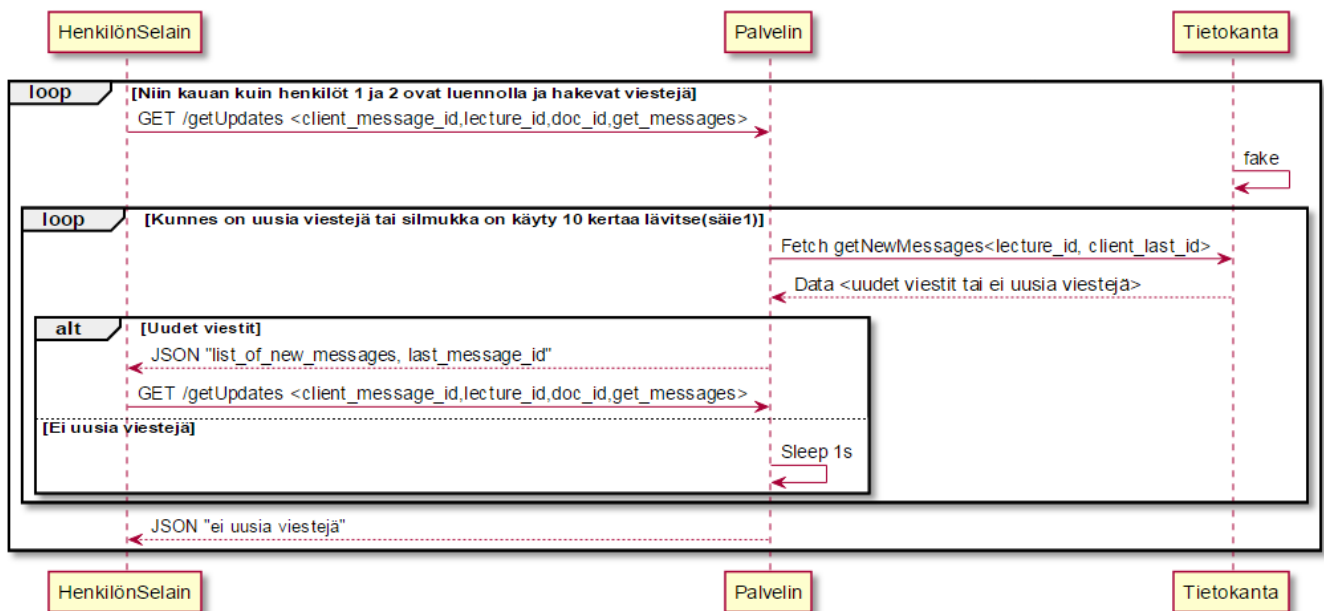 HenkilönSelain Palvelin Tietokanta
loop [Niin kauan kuin henkilöt 1 ja 2 ovat luennolla ja hakevat viestejä]
GET /getUpdates <client_message_id,lecture_id,doc_id,get_messages>
fake
loop [Kunnes on uusia viestejä tai silmukka on käyty 10 kertaa lävitse(säie1)]
Fetch getNewMessages<lecture_id, client_last_id>
Data <uudet viestit tai ei uusia viestejä>
alt [Uudet viestit]
JSON "list_of_new_messages, last_message_id"
GET /getUpdates <client_message_id,lecture_id,doc_id,get_messages>
[Ei uusia viestejä]
Sleep 1s
JSON "ei uusia viestejä"
HenkilönSelain Palvelin Tietokanta